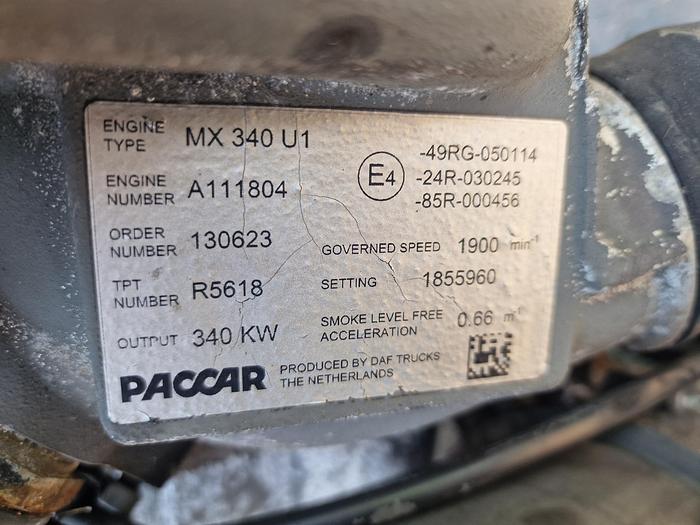 ENGINE TYPE MX 340 U1
ENGINE NUMBER A111804
ORDER NUMBER 130623
TPT NUMBER R5618
OUTPUT 340 KW
E4
-49RG-050114
-24R-030245
-85R-000456
GOVERNED SPEED 1900 min-1
SETTING 1855960
SMOKE LEVEL FREE ACCELERATION 0.66 m-1
PACCAR
PRODUCED BY DAF TRUCKS
THE NETHERLANDS